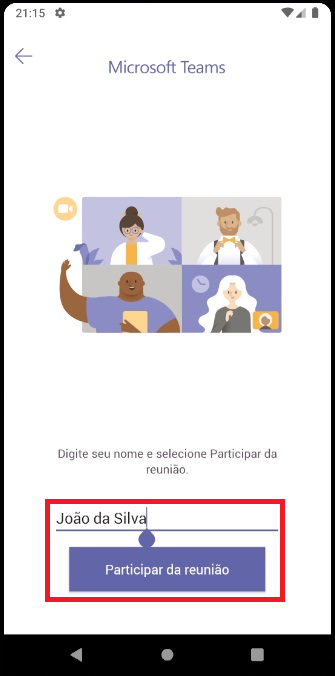 21:15
Microsoft Teams
Digite seu nome e selecione Participar da
reunião.
João da Silva
Participar da reunião